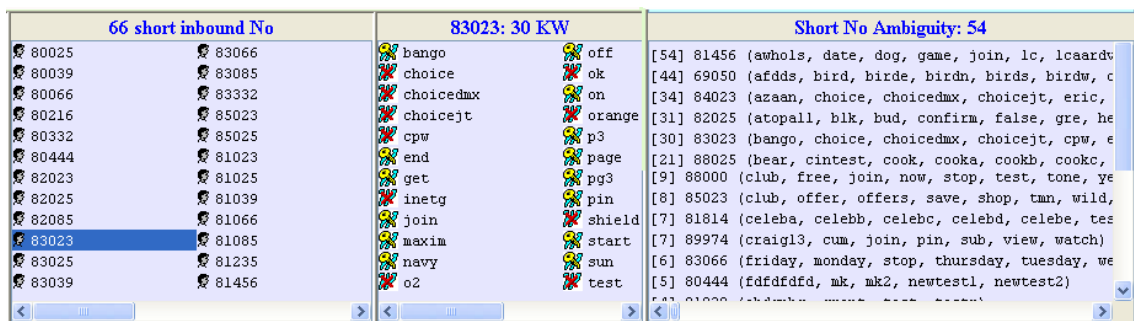 66 short inbound No
80025 83066
80039 83085
80066 83332
80216 85023
80332 85025
80444 81023
82023 81025
82025 81039
82085 81066
83023 81085
83025 81235
83039 81456
83023: 30 KW
bango off
choice ok
choicedmx on
choicejt orange
cpw p3
end page
get pg3
inetg pin
join shield
maxim start
navy sun
o2 test
Short No Ambiguity: 54
[54] 81456 (awhols, date, dog, game, join, lc,
[44] 69050 (afdds, bird, birde, birdn, birds, birdw,
[34] 84023 (azaan, choice, choicedmx, choicejt, eric,
[31] 82025 (atopall, blk, bud, confirm, false, gre,
[30] 83023 (bango, choice, choicedmx, choicejt, cpw,
[21] 88025 (bear, cintest, cook, cooka, cookb, cookc,
[9] 88000 (club, free, join, now, stop, test, tone,
[8] 85023 (club, offer, offers, save, shop, tmn, wild,
[7] 81814 (celeba, celebb, celebc, celebd, celebe,
[7] 89974 (craig13, cum, join, pin, sub, view, watch)
[6] 83066 (friday, monday, stop, thursday, tuesday,
[5] 80444 (fdfdfdfd, mk, mk2, newtest1, newtest2)